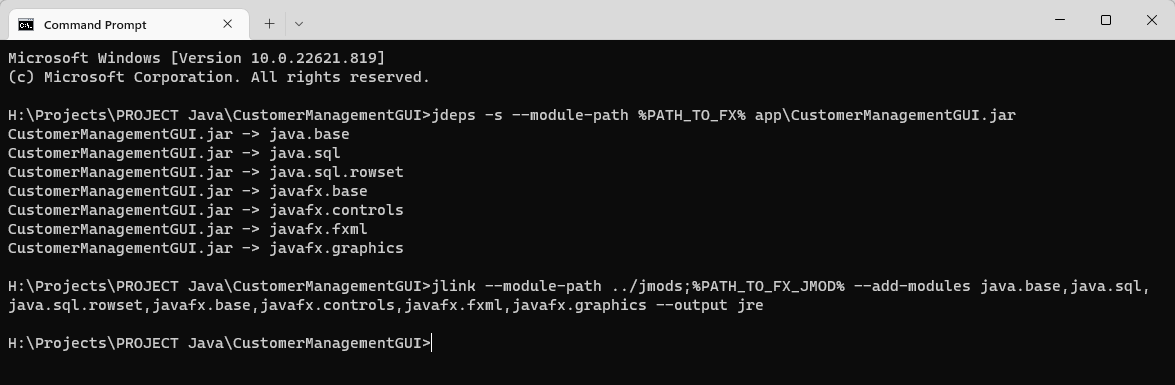 Command Prompt
Microsoft Windows [Version 10.0.22621.819]
(c) Microsoft Corporation. All rights reserved.
H:\Projects\PROJECT Java\CustomerManagementGUI>jdeps -s --module-path %PATH_TO_FX% app\CustomerManagementGUI.jar
CustomerManagementGUI.jar -> java.base
CustomerManagementGUI.jar -> java.sql
CustomerManagementGUI.jar -> java.sql.rowset
CustomerManagementGUI.jar -> javafx.base
CustomerManagementGUI.jar -> javafx.controls
CustomerManagementGUI.jar -> javafx.fxml
CustomerManagementGUI.jar -> javafx.graphics
H:\Projects\PROJECT Java\CustomerManagementGUI>jlink --module-path ../jmods;%PATH_TO_FX_JMOD% --add-modules java.base,java.sql,
java.sql.rowset,javafx.base,javafx.controls,javafx.fxml,javafx.graphics --output jre
H:\Projects\PROJECT Java\CustomerManagementGUI>